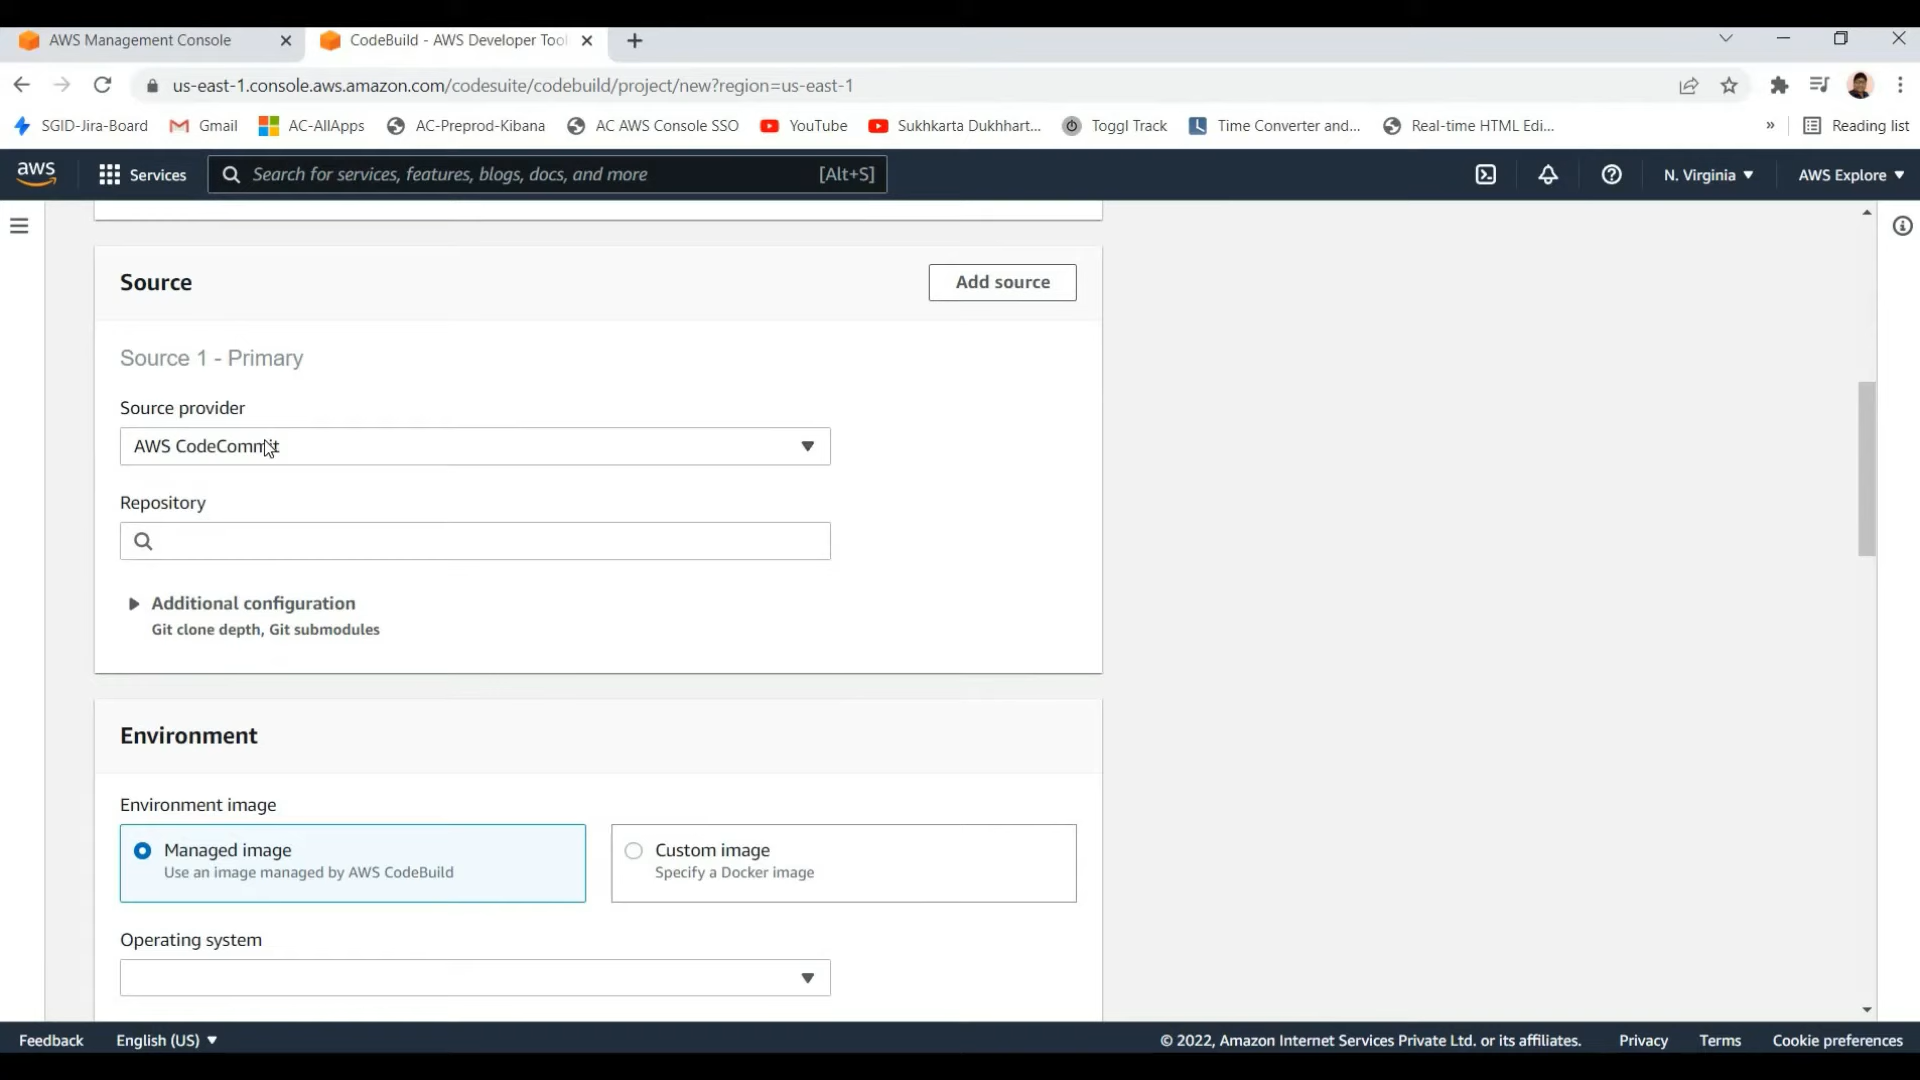 AWS Management Console
CodeBuild - AWS Developer Tool
us-east-1.console.aws.amazon.com/codesuite/codebuild/project/new?region=us-east-1
SGID-Jira-Board
Gmail
AC-AllApps
AC-Preprod-Kibana
AC AWS Console SSO
YouTube
Sukhkarta Dukhhart...
Toggl Track
Time Converter and...
Real-time HTML Edi...
»
Reading list
aws
Services
Search for services, features, blogs, docs, and more
[Alt+S]
N. Virginia
AWS Explore
Source
Add source
Source 1 - Primary
Source provider
AWS CodeCommit
Repository
Additional configuration
Git clone depth, Git submodules
Environment
Environment image
Managed image
Use an image managed by AWS CodeBuild
Custom image
Specify a Docker image
Operating system
Feedback
English (US)
© 2022, Amazon Internet Services Private Ltd. or its affiliates.
Privacy
Terms
Cookie preferences